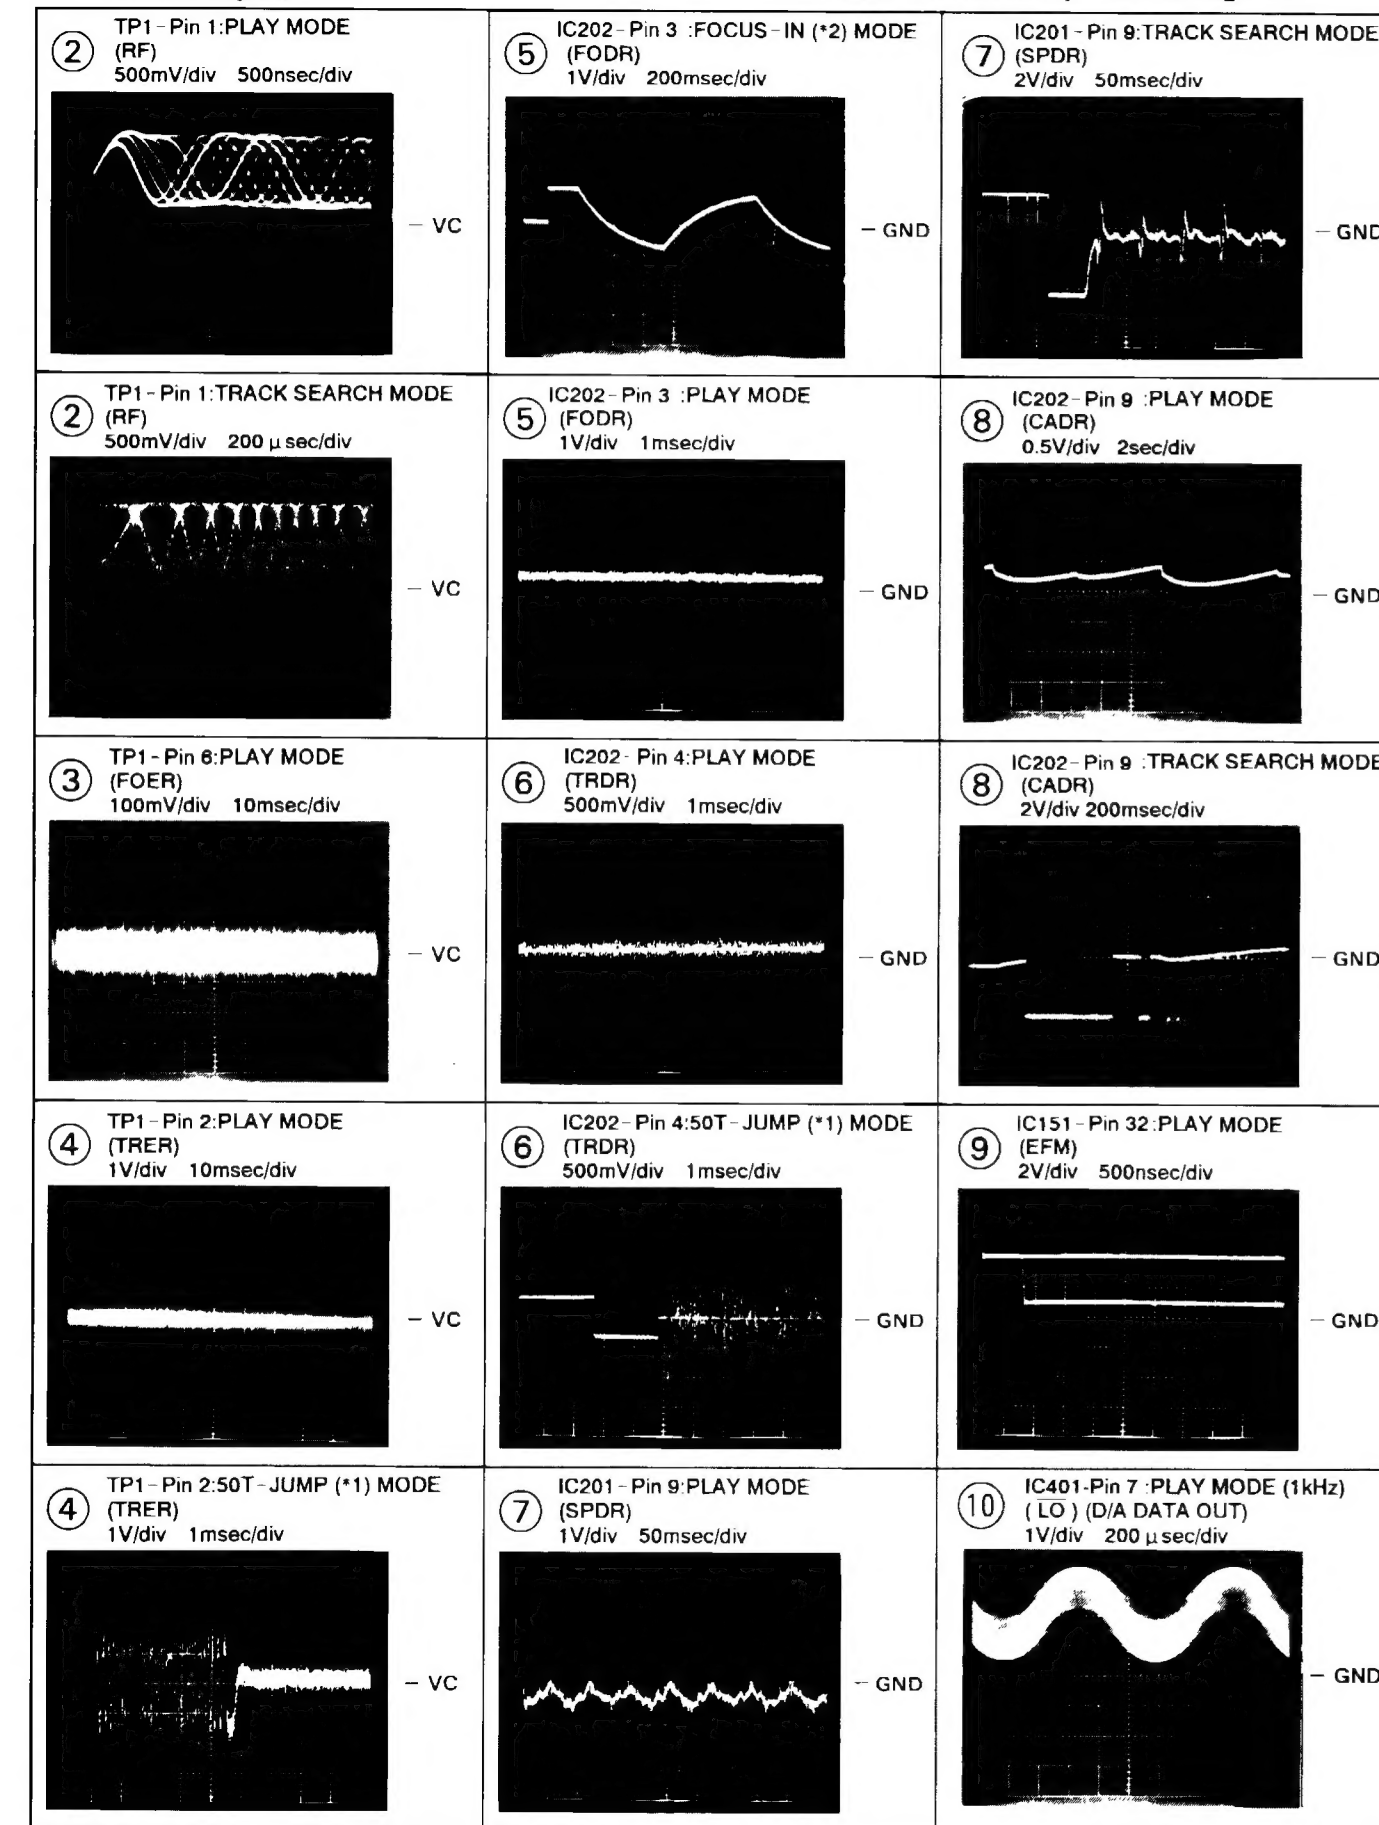 ② TP1-Pin 1:PLAY MODE
(RF)
500mV/div 500nsec/div
- VC
② TP1-Pin 1:TRACK SEARCH MODE
(RF)
500mV/div 200 μ sec/div
- VC
③ TP1-Pin 6:PLAY MODE
(FOER)
100mV/div 10msec/div
- VC
④ TP1-Pin 2:PLAY MODE
(TRER)
1V/div 10msec/div
- VC
④ TP1-Pin 2:50T-JUMP (*1) MODE
(TRER)
1V/div 1msec/div
- VC
⑤ IC202-Pin 3 :FOCUS-IN (*2) MODE
(FODR)
1V/div 200msec/div
- GND
⑤ IC202-Pin 3 :PLAY MODE
(FODR)
1V/div 1msec/div
- GND
⑥ IC202-Pin 4:PLAY MODE
(TRDR)
500mV/div 1msec/div
- GND
⑥ IC202-Pin 4:50T-JUMP (*1) MODE
(TRDR)
500mV/div 1msec/div
- GND
⑦ IC201-Pin 9:PLAY MODE
(SPDR)
1V/div 50msec/div
- GND
⑦ IC201-Pin 9:TRACK SEARCH MODE
(SPDR)
2V/div 50msec/div
- GND
⑧ IC202-Pin 9 :PLAY MODE
(CADR)
0.5V/div 2sec/div
- GND
⑧ IC202-Pin 9 :TRACK SEARCH MODE
(CADR)
2V/div 200msec/div
- GND
⑨ IC151-Pin 32:PLAY MODE
(EFM)
2V/div 500nsec/div
- GND
⑩ IC401-Pin 7 :PLAY MODE (1kHz)
( L̅O̅ ) (D/A DATA OUT)
1V/div 200 μ sec/div
- GND